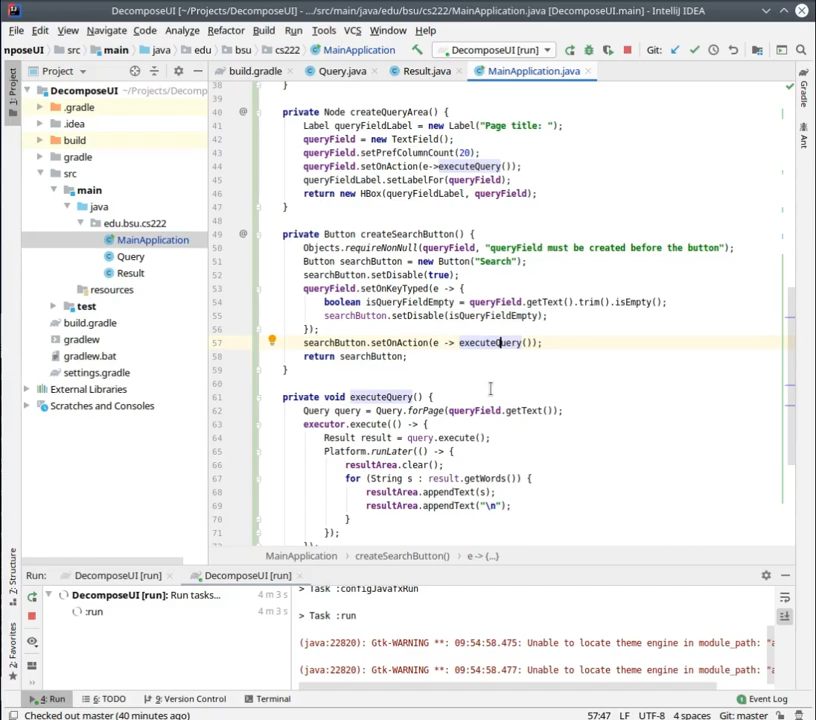 DecomposeUI [~/Projects/DecomposeUI] - .../src/main/java/edu/bsu/cs222/MainApplication.java [DecomposeUI] - IntelliJ IDEA
File Edit View Navigate Code Analyze Refactor Build Run Tools VCS Window Help
nposeUI src main java edu bsu cs222 MainApplication DecomposeUI [run] Git:
1: Project
Project
build.gradle Query.java Result.java MainApplication.java
Gradle
Ant
DecomposeUI ~/Projects/Decomp
.gradle
.idea
build
gradle
src
main
java
edu.bsu.cs222
MainApplication
Query
Result
resources
test
build.gradle
gradlew
gradlew.bat
settings.gradle
External Libraries
Scratches and Consoles
38 }
39
40 @ private Node createQueryArea() {
41 Label queryFieldLabel = new Label("Page title: ");
42 queryField = new TextField();
43 queryField.setPrefColumnCount(20);
44 queryField.setOnAction(e->executeQuery());
45 queryFieldLabel.setLabelFor(queryField);
46 return new HBox(queryFieldLabel, queryField);
47 }
48
49 @ private Button createSearchButton() {
50 Objects.requireNonNull(queryField, "queryField must be created before the button");
51 Button searchButton = new Button("Search");
52 searchButton.setDisable(true);
53 queryField.setOnKeyTyped(e -> {
54 boolean isQueryFieldEmpty = queryField.getText().trim().isEmpty();
55 searchButton.setDisable(isQueryFieldEmpty);
56 });
57 searchButton.setOnAction(e -> executeQuery());
58 return searchButton;
59 }
60
61 private void executeQuery() {
62 Query query = Query.forPage(queryField.getText());
63 executor.execute(() -> {
64 Result result = query.execute();
65 Platform.runLater(() -> {
66 resultArea.clear();
67 for (String s : result.getWords()) {
68 resultArea.appendText(s);
69 resultArea.appendText("\n");
70 }
71 });
MainApplication createSearchButton() e -> {...}
7: Structure
2: Favorites
Run: DecomposeUI [run] DecomposeUI [run]
DecomposeUI [run]: Run tasks... 4 m 3 s
:run 4 m 3 s
> Task :configJavafxRun
> Task :run
(java:22820): Gtk-WARNING **: 09:54:58.475: Unable to locate theme engine in module_path: "a
(java:22820): Gtk-WARNING **: 09:54:58.477: Unable to locate theme engine in module_path: "a
4: Run 6: TODO 9: Version Control Terminal Event Log
Checked out master (40 minutes ago) 57:47 LF UTF-8 4 spaces Git: master